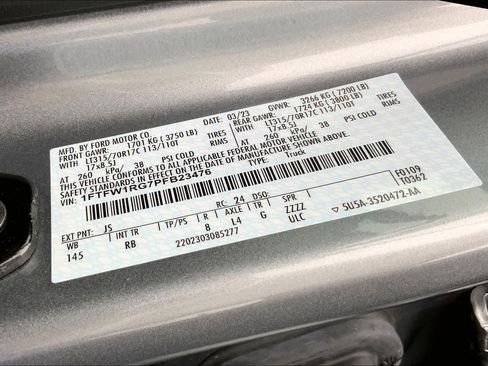 MFD. BY FORD MOTOR CO.
DATE: 03/23 GVWR: 3266 KG ( 7200 LB)
FRONT GAWR: 1701 KG ( 3750 LB) REAR GAWR: 1724 KG ( 3800 LB)
WITH LT315/70R17C 113/110T TIRES WITH LT315/70R17C 113/110T TIRES
17x8.5J RIMS 17x8.5J RIMS
AT 260 kPa/ 38 PSI COLD AT 260 kPa/ 38 PSI COLD
THIS VEHICLE CONFORMS TO ALL APPLICABLE FEDERAL MOTOR VEHICLE
SAFETY STANDARDS IN EFFECT ON THE DATE OF MANUFACTURE SHOWN ABOVE.
VIN: 1FTFW1RG7PFB23476
TYPE: Truck
F0109
EXT PNT: JS RC: 24 DSO:
WB INT TR TP/PS R AXLE TR
145 RB 8 L4 G ZZZZ
2202303085277 ULC
5U5A-3520472-AA